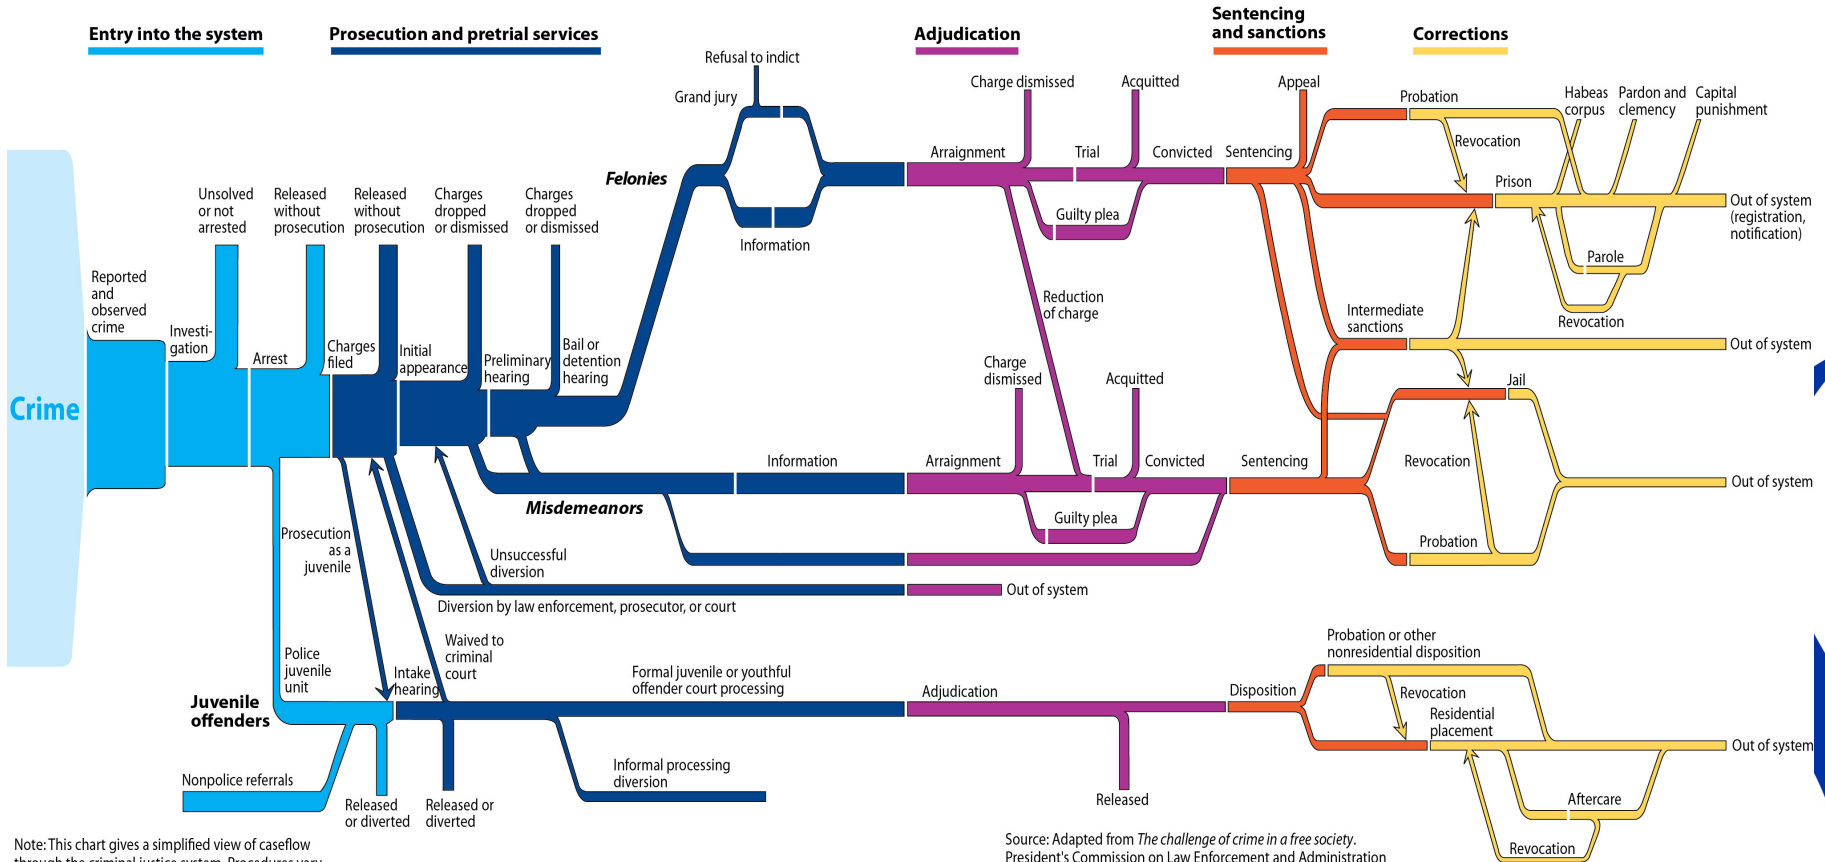 Entry into the system
Prosecution and pretrial services
Adjudication
Sentencing
and sanctions
Corrections
Refusal to indict
Grand jury
Felonies
Information
Charge dismissed
Acquitted
Arraignment
Trial
Convicted
Guilty plea
Reduction
of charge
Appeal
Sentencing
Probation
Revocation
Habeas
corpus
Pardon and
clemency
Capital
punishment
Prison
Out of system
(registration,
notification)
Parole
Revocation
Intermediate
sanctions
Out of system
Crime
Reported
and
observed
crime
Investi-
gation
Unsolved
or not
arrested
Arrest
Released
without
prosecution
Charges
filed
Released
without
prosecution
Initial
appearance
Charges
dropped
or dismissed
Preliminary
hearing
Charges
dropped
or dismissed
Bail or
detention
hearing
Misdemeanors
Information
Charge
dismissed
Acquitted
Arraignment
Trial
Convicted
Guilty plea
Sentencing
Jail
Revocation
Probation
Out of system
Unsuccessful
diversion
Diversion by law enforcement, prosecutor, or court
Out of system
Prosecution
as a
juvenile
Waived to
criminal
court
Police
juvenile
unit
Juvenile
offenders
Intake
hearing
Nonpolice referrals
Released
or diverted
Released or
diverted
Formal juvenile or youthful
offender court processing
Informal processing
diversion
Adjudication
Released
Disposition
Probation or other
nonresidential disposition
Revocation
Residential
placement
Out of system
Aftercare
Revocation
Note: This chart gives a simplified view of caseflow
through the criminal justice system. Procedures vary
Source: Adapted from The challenge of crime in a free society.
President's Commission on Law Enforcement and Administration